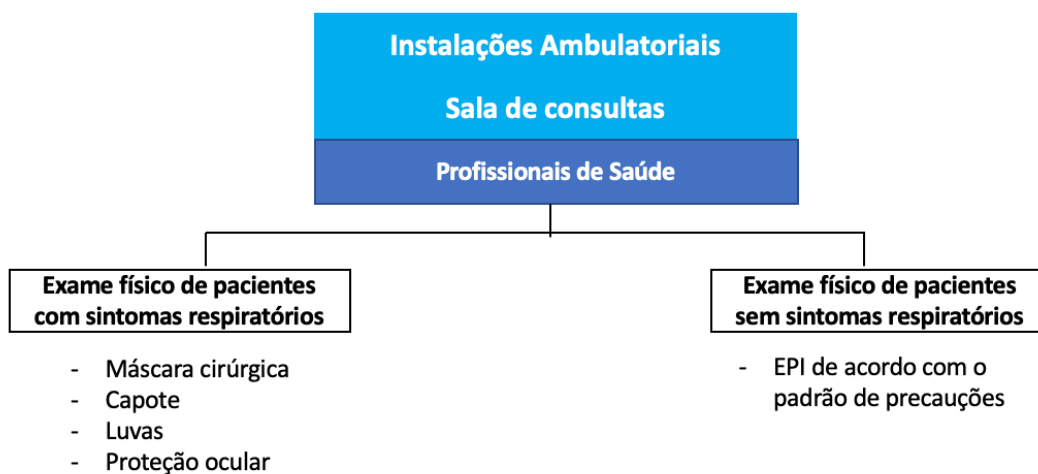 Instalações Ambulatoriais
Sala de consultas
Profissionais de Saúde
Exame físico de pacientes
com sintomas respiratórios
- Máscara cirúrgica
- Capote
- Luvas
- Proteção ocular
Exame físico de pacientes
sem sintomas respiratórios
- EPI de acordo com o
padrão de precauções